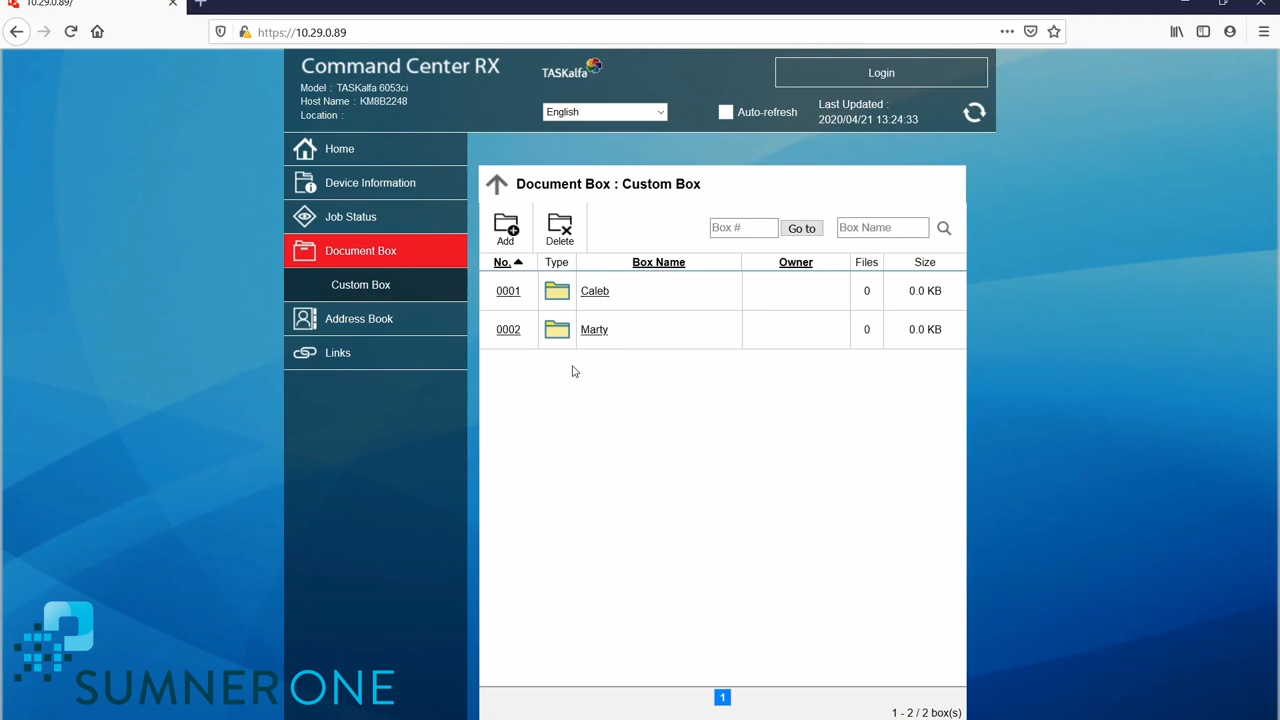 10.29.0.89/
https://10.29.0.89
Command Center RX
TASKalfa
Login
Model : TASKalfa 6053ci
Host Name : KM8B2248
Location :
English
Auto-refresh
Last Updated :
2020/04/21 13:24:33
Home
Device Information
Job Status
Document Box
Custom Box
Address Book
Links
Document Box : Custom Box
Add
Delete
Box #
Go to
Box Name
No. Type Box Name Owner Files Size
0001 Caleb 0 0.0 KB
0002 Marty 0 0.0 KB
1
1 - 2 / 2 box(s)
SUMNERONE